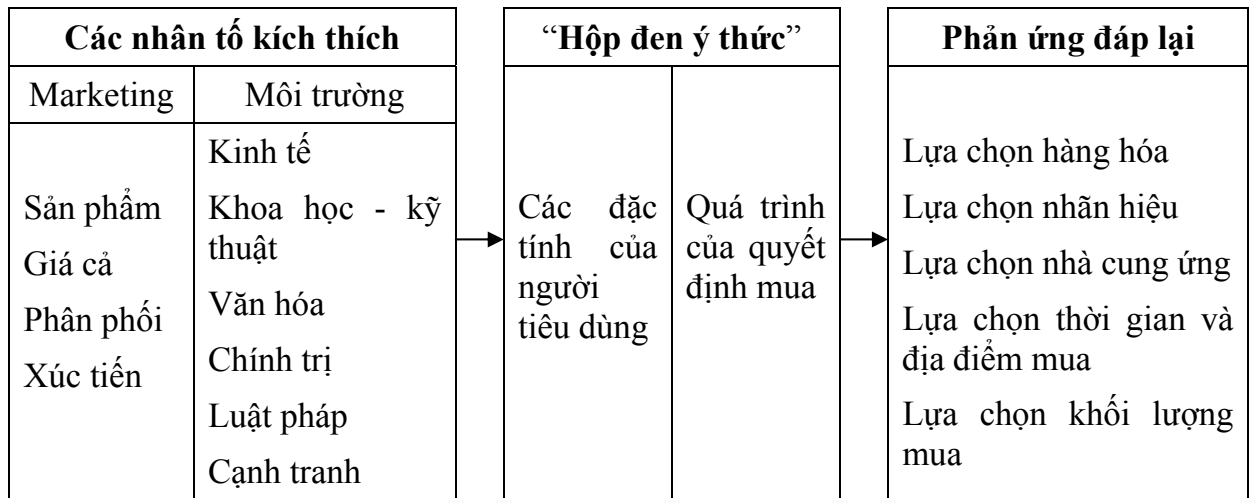 Các nhân tố kích thích
Marketing
Môi trường
Sản phẩm
Giá cả
Phân phối
Xúc tiến
Kinh tế
Khoa học - kỹ
thuật
Văn hóa
Chính trị
Luật pháp
Cạnh tranh
“Hộp đen ý thức”
Các đặc
tính của
người
tiêu dùng
Quá trình
của quyết
định mua
Phản ứng đáp lại
Lựa chọn hàng hóa
Lựa chọn nhãn hiệu
Lựa chọn nhà cung ứng
Lựa chọn thời gian và
địa điểm mua
Lựa chọn khối lượng
mua